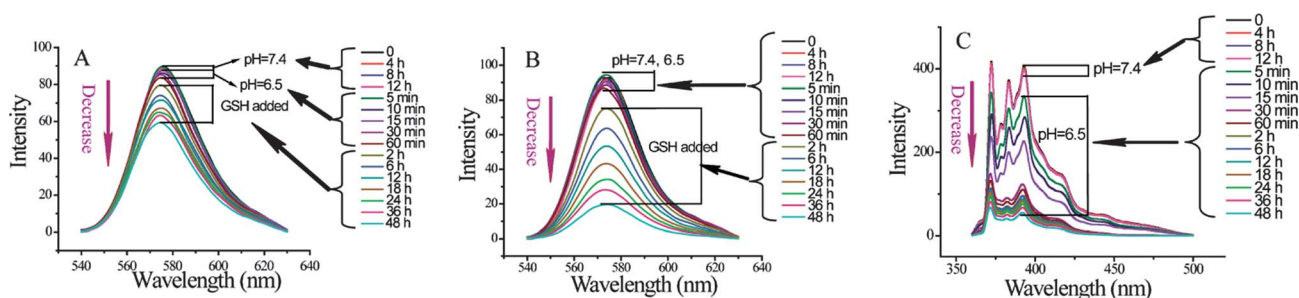 A
Intensity
100
80
60
40
20
0
540
560
580
600
620
640
Wavelength (nm)
Decrease
pH=7.4
pH=6.5
GSH added
0
4 h
8 h
12 h
5 min
10 min
15 min
30 min
60 min
2 h
6 h
12 h
18 h
24 h
36 h
48 h
B
Intensity
100
80
60
40
20
0
540
560
580
600
620
640
Wavelength (nm)
Decrease
pH=7.4, 6.5
GSH added
0
4 h
8 h
12 h
5 min
10 min
15 min
30 min
60 min
2 h
6 h
12 h
18 h
24 h
36 h
48 h
C
Intensity
400
200
0
350
400
450
500
Wavelength (nm)
Decrease
pH=7.4
pH=6.5
0
4 h
8 h
12 h
5 min
10 min
15 min
30 min
60 min
2 h
6 h
12 h
18 h
24 h
36 h
48 h